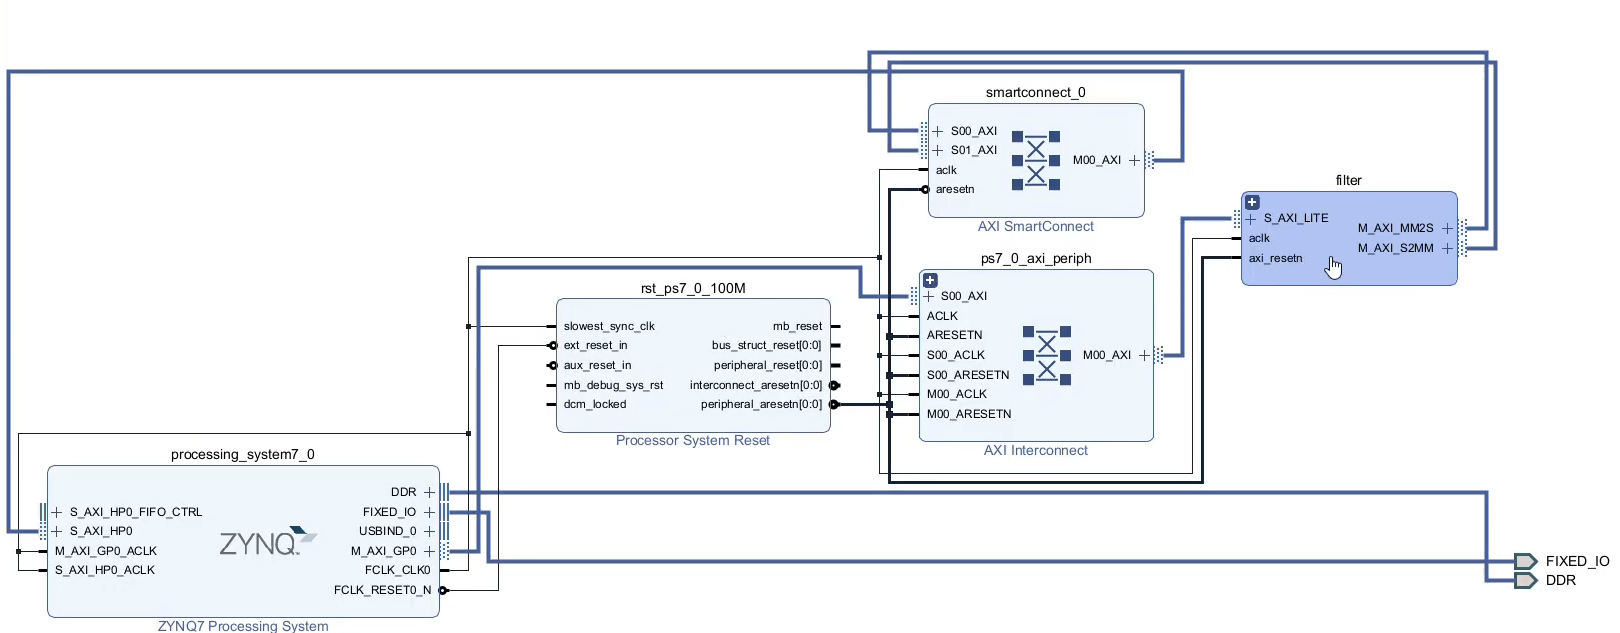 smartconnect_0
S00_AXI
S01_AXI
aclk
aresetn
M00_AXI
AXI SmartConnect
filter
S_AXI_LITE
aclk
axi_resetn
M_AXI_MM2S
M_AXI_S2MM
ps7_0_axi_periph
S00_AXI
ACLK
ARESETN
S00_ACLK
S00_ARESETN
M00_ACLK
M00_ARESETN
M00_AXI
AXI Interconnect
rst_ps7_0_100M
slowest_sync_clk
ext_reset_in
aux_reset_in
mb_debug_sys_rst
dcm_locked
mb_reset
bus_struct_reset[0:0]
peripheral_reset[0:0]
interconnect_aresetn[0:0]
peripheral_aresetn[0:0]
Processor System Reset
processing_system7_0
S_AXI_HP0_FIFO_CTRL
S_AXI_HP0
M_AXI_GP0_ACLK
S_AXI_HP0_ACLK
ZYNQ
DDR
FIXED_IO
USBIND_0
M_AXI_GP0
FCLK_CLK0
FCLK_RESET0_N
ZYNQ7 Processing System
FIXED_IO
DDR